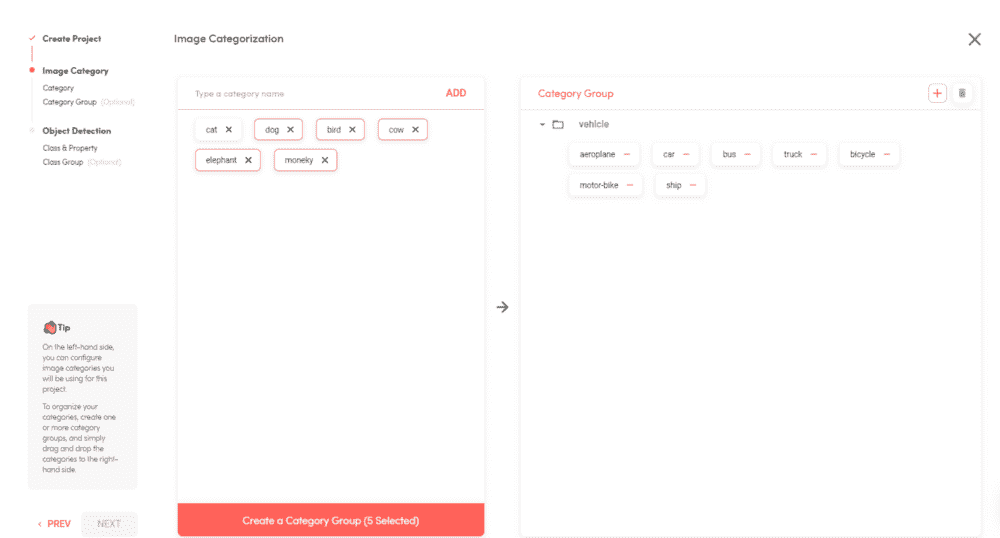 Create Project
Image Category
Category
Category Group (Optional)
Object Detection
Class & Property
Class Group (Optional)
Tip
On the left-hand side,
you can configure
image categories you
will be using for this
project.
To organize your
categories, create one
or more category
groups, and simply
drag and drop the
categories to the right-
hand side.
PREV NEXT
Image Categorization
Type a category name ADD
cat dog bird cow
elephant moneky
Create a Category Group (5 Selected)
Category Group
vehicle
aeroplane car bus truck bicycle
motor-bike ship